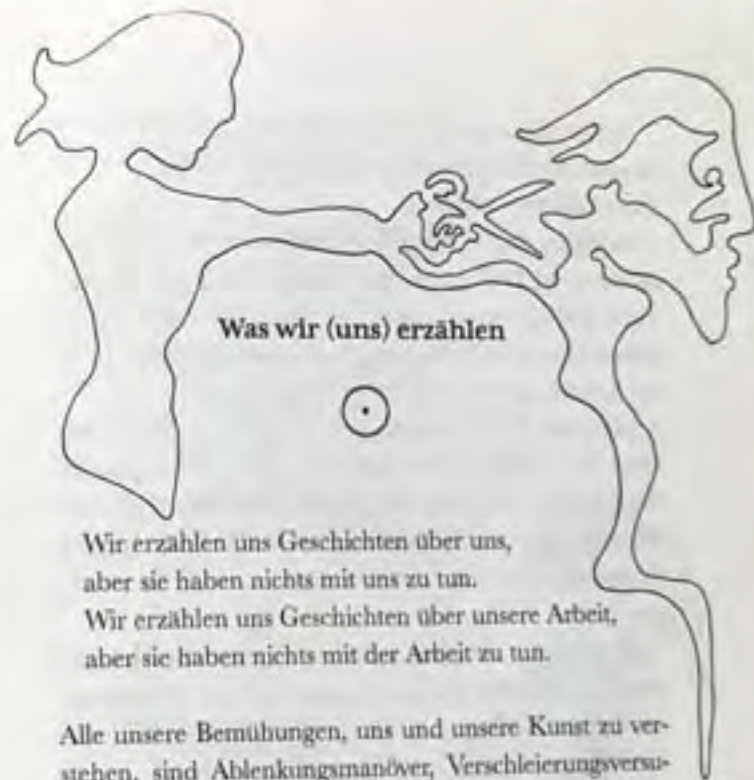 Was wir (uns) erzählen
Wir erzählen uns Geschichten über uns,
aber sie haben nichts mit uns zu tun.
Wir erzählen uns Geschichten über unsere Arbeit,
aber sie haben nichts mit der Arbeit zu tun.
Alle unsere Bemühungen, uns und unsere Kunst zu ver-
stehen, sind Ablenkungsmanöver, Verschleierungsversu-